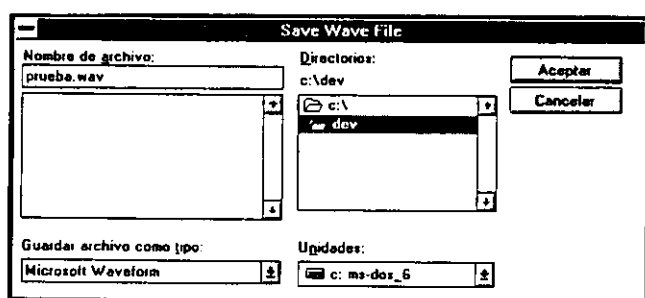 Save Wave File
Nombre de archivo:
prueba.wav
Directorios:
c:\dev
c:\
dev
Aceptar
Cancelar
Guardar archivo como tipo:
Microsoft Waveform
Unidades:
c: ms-dos_6